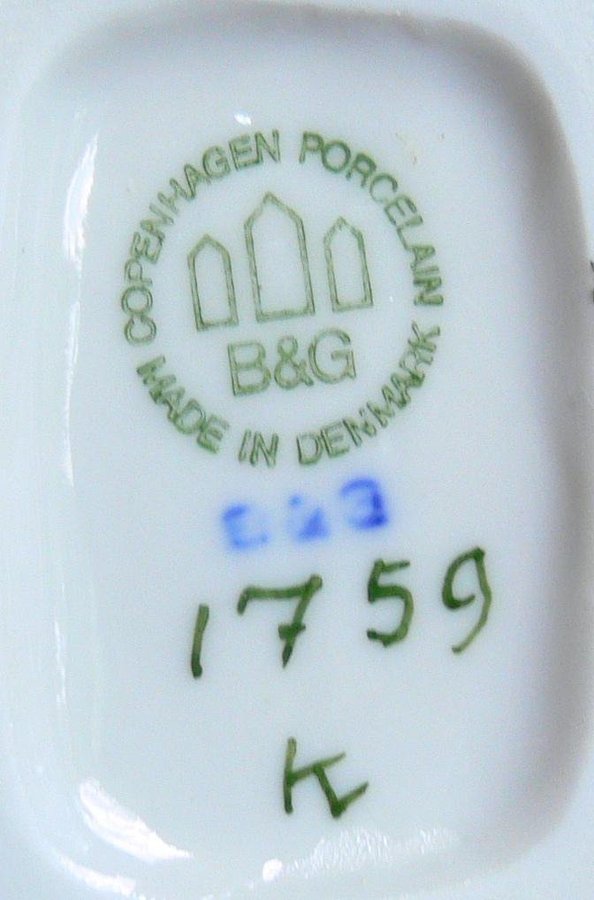 COPENHAGEN PORCELAIN
B&G
MADE IN DENMARK
B&G
1759
K